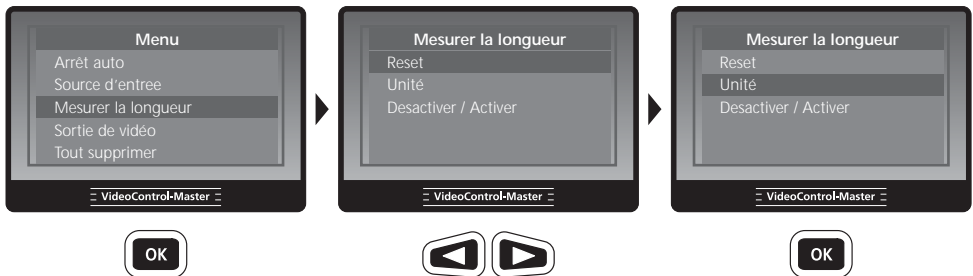 Menu
Arrêt auto
Source d'entree
Mesurer la longueur
Sortie de vidéo
Tout supprimer
VideoControl-Master
OK
Mesurer la longueur
Reset
Unité
Desactiver / Activer
VideoControl-Master
Mesurer la longueur
Reset
Unité
Desactiver / Activer
VideoControl-Master
OK